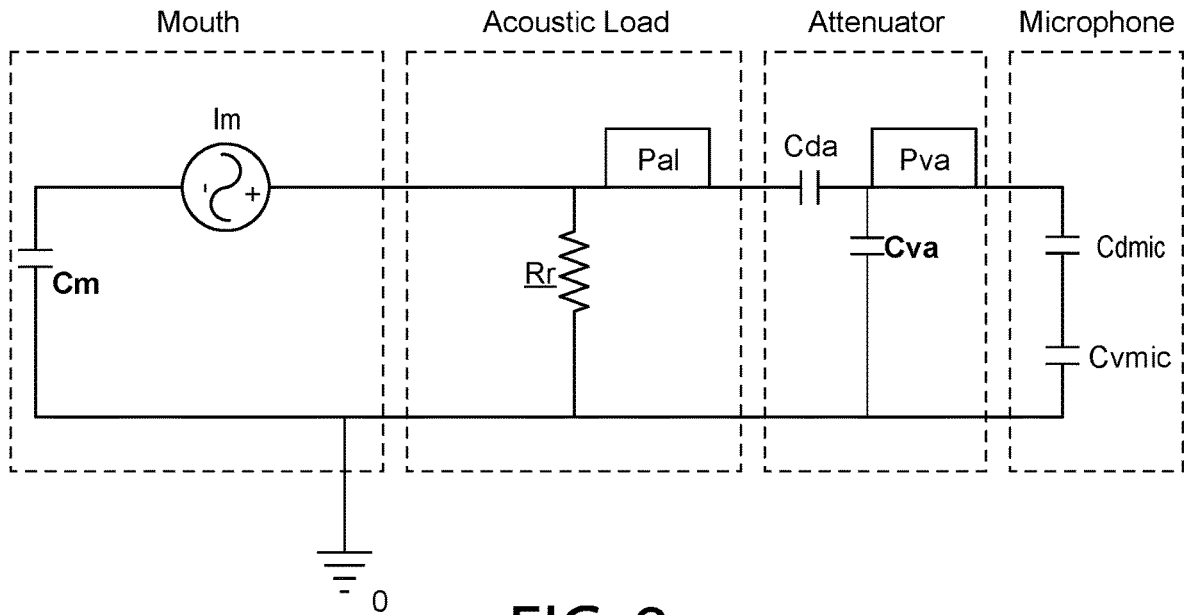 Mouth
Acoustic Load
Attenuator
Microphone
Im
- +
Pal
Cda
Pva
Cm
Rr
Cva
Cdmic
Cvmic
0